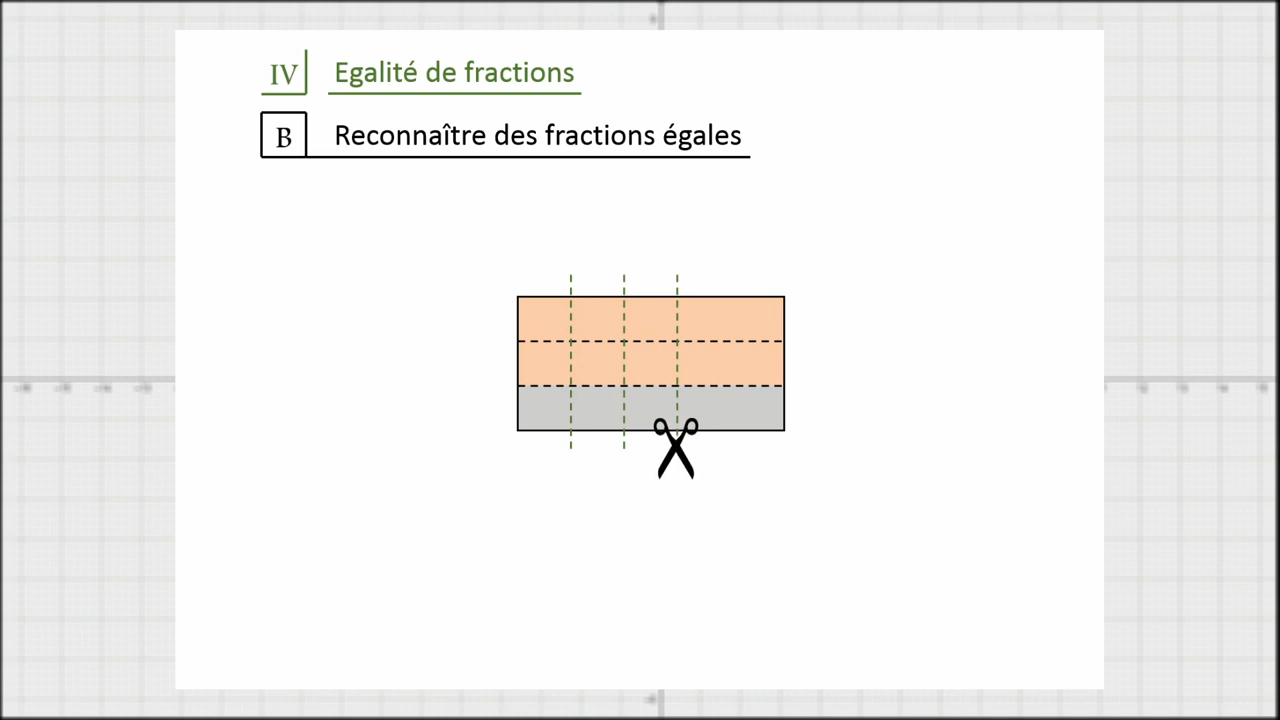 IV Egalité de fractions
B Reconnaître des fractions égales